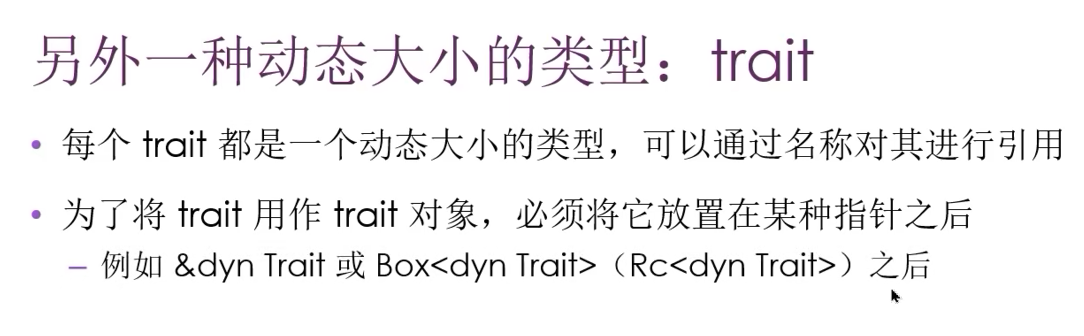 另外一种动态大小的类型：trait
• 每个 trait 都是一个动态大小的类型，可以通过名称对其进行引用
• 为了将 trait 用作 trait 对象，必须将它放置在某种指针之后
– 例如 &dyn Trait 或 Box<dyn Trait>（Rc<dyn Trait>）之后